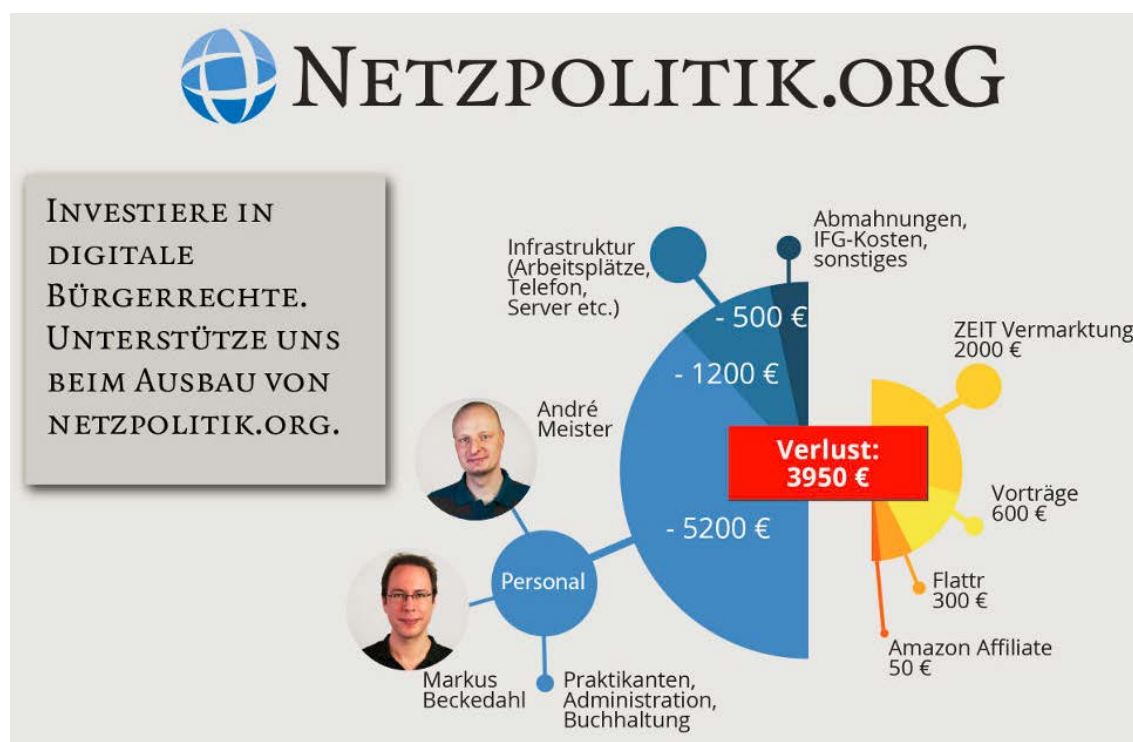 NETZPOLITIK.ORG
INVESTIERE IN
DIGITALE
BÜRGERRECHTE.
UNTERSTÜTZE UNS
BEIM AUSBAU VON
NETZPOLITIK.ORG.
Infrastruktur
(Arbeitsplätze,
Telefon,
Server etc.)
Abmahnungen,
IFG-Kosten,
sonstiges
- 500 €
- 1200 €
- 5200 €
Verlust:
3950 €
ZEIT Vermarktung
2000 €
Vorträge
600 €
Flattr
300 €
Amazon Affiliate
50 €
André
Meister
Personal
Markus
Beckedahl
Praktikanten,
Administration,
Buchhaltung